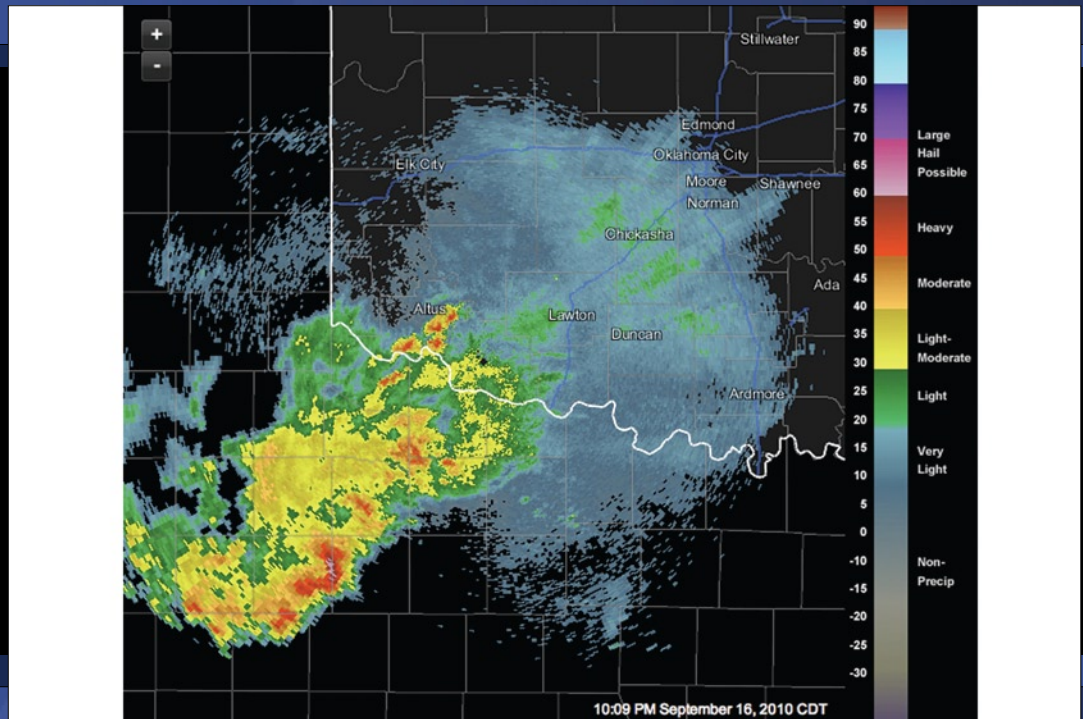 +
-
Stillwater
Edmond
Oklahoma City
Elk City
Moore
Shawnee
Norman
Chickasha
Ada
Altus
Lawton
Duncan
Ardmore
90
85
80
75
70
65
60
55
50
45
40
35
30
25
20
15
10
5
0
-5
-10
-15
-20
-25
-30
Large
Hail
Possible
Heavy
Moderate
Light-
Moderate
Light
Very
Light
Non-
Precip
10:09 PM September 16, 2010 CDT